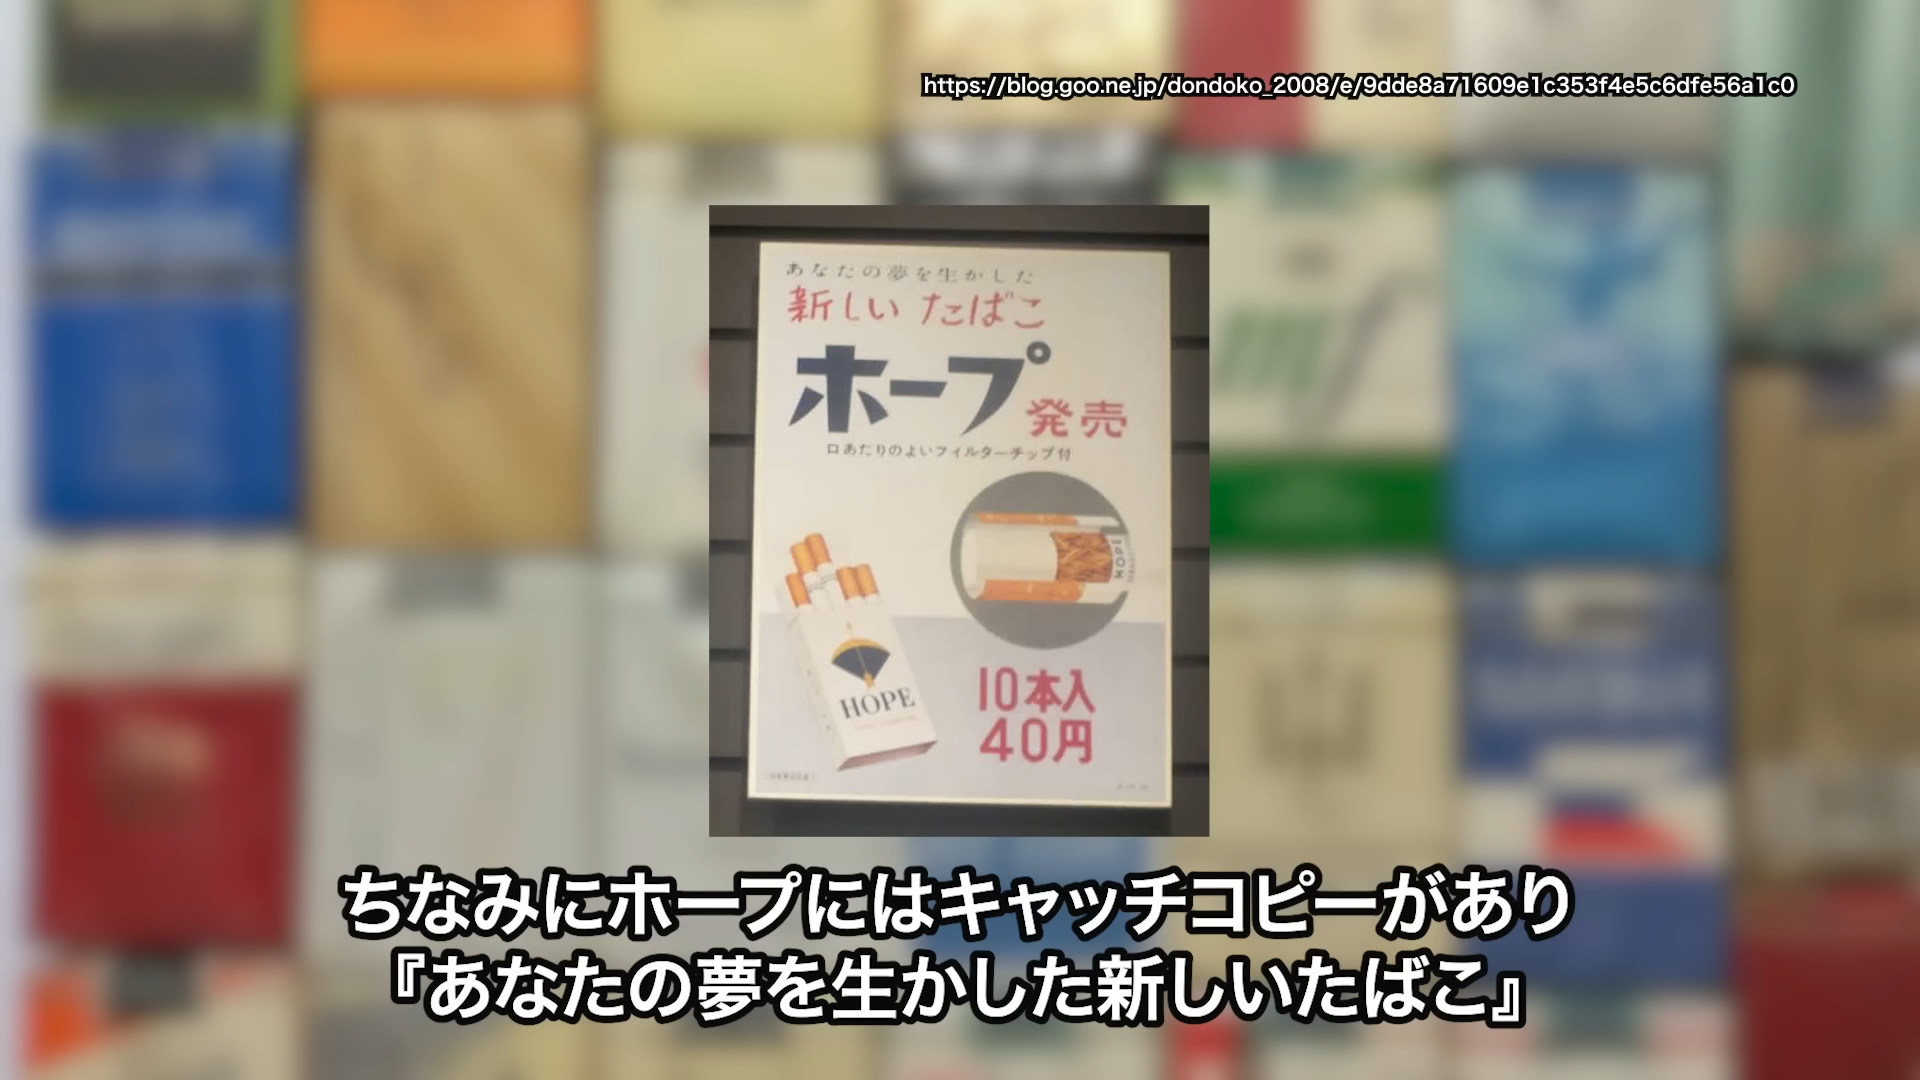 https://blog.goo.ne.jp/dondoko_2008/e/9dde8a71609e1c353f4e5c6dfe56a1c0
あなたの夢を生かした
新しいたばこ
ホープ発売
口あたりのよいフィルターチップ付
HOPE
HOPE
10本入
40円
ちなみにホープにはキャッチコピーがあり
『あなたの夢を生かした新しいたばこ』